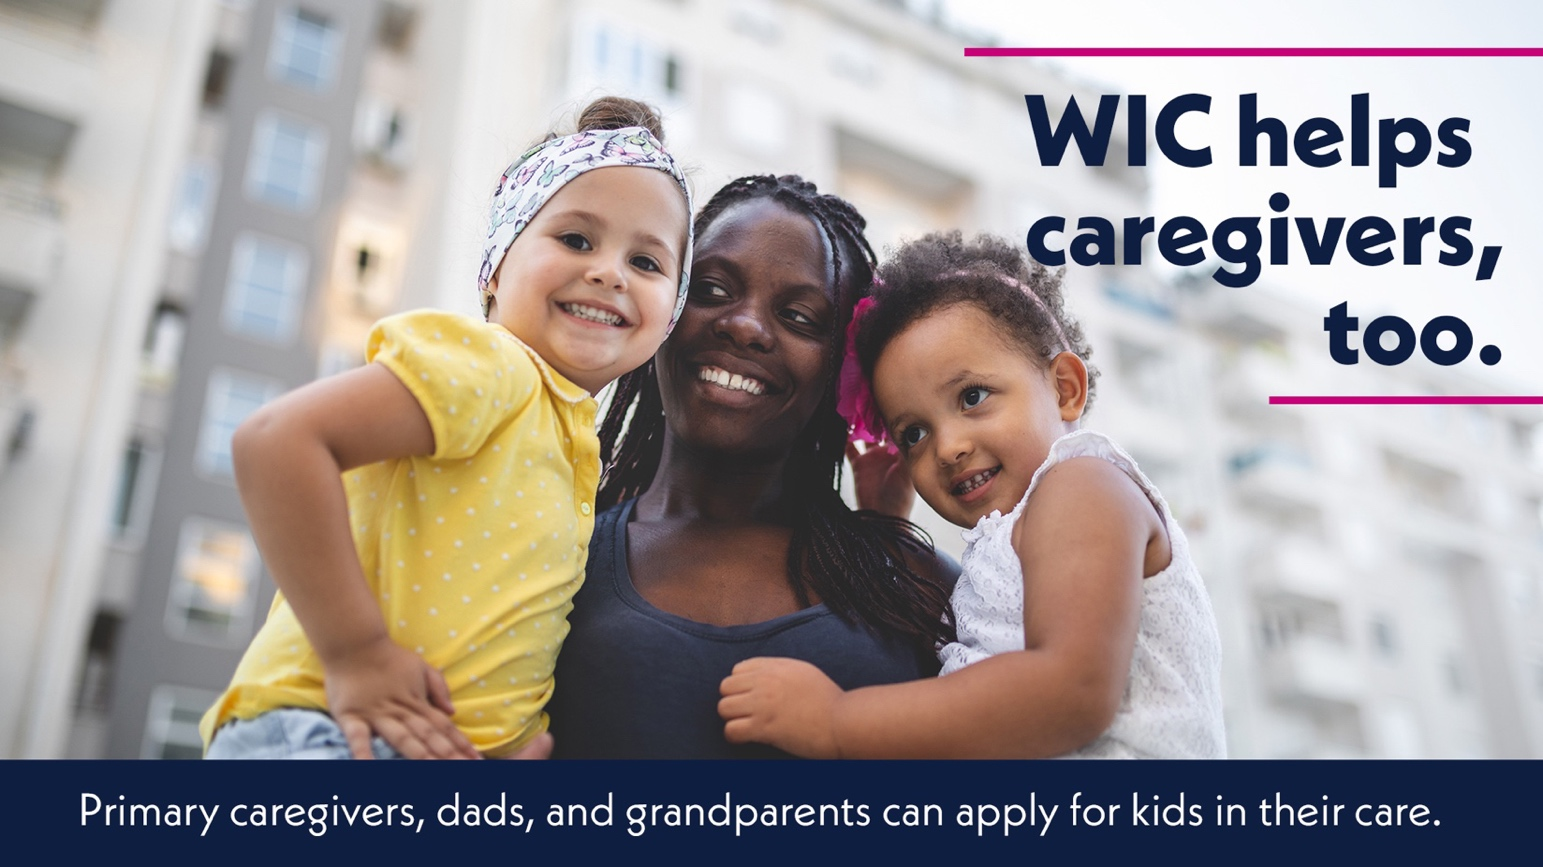 WIC helps
caregivers,
too.
Primary caregivers, dads, and grandparents can apply for kids in their care.